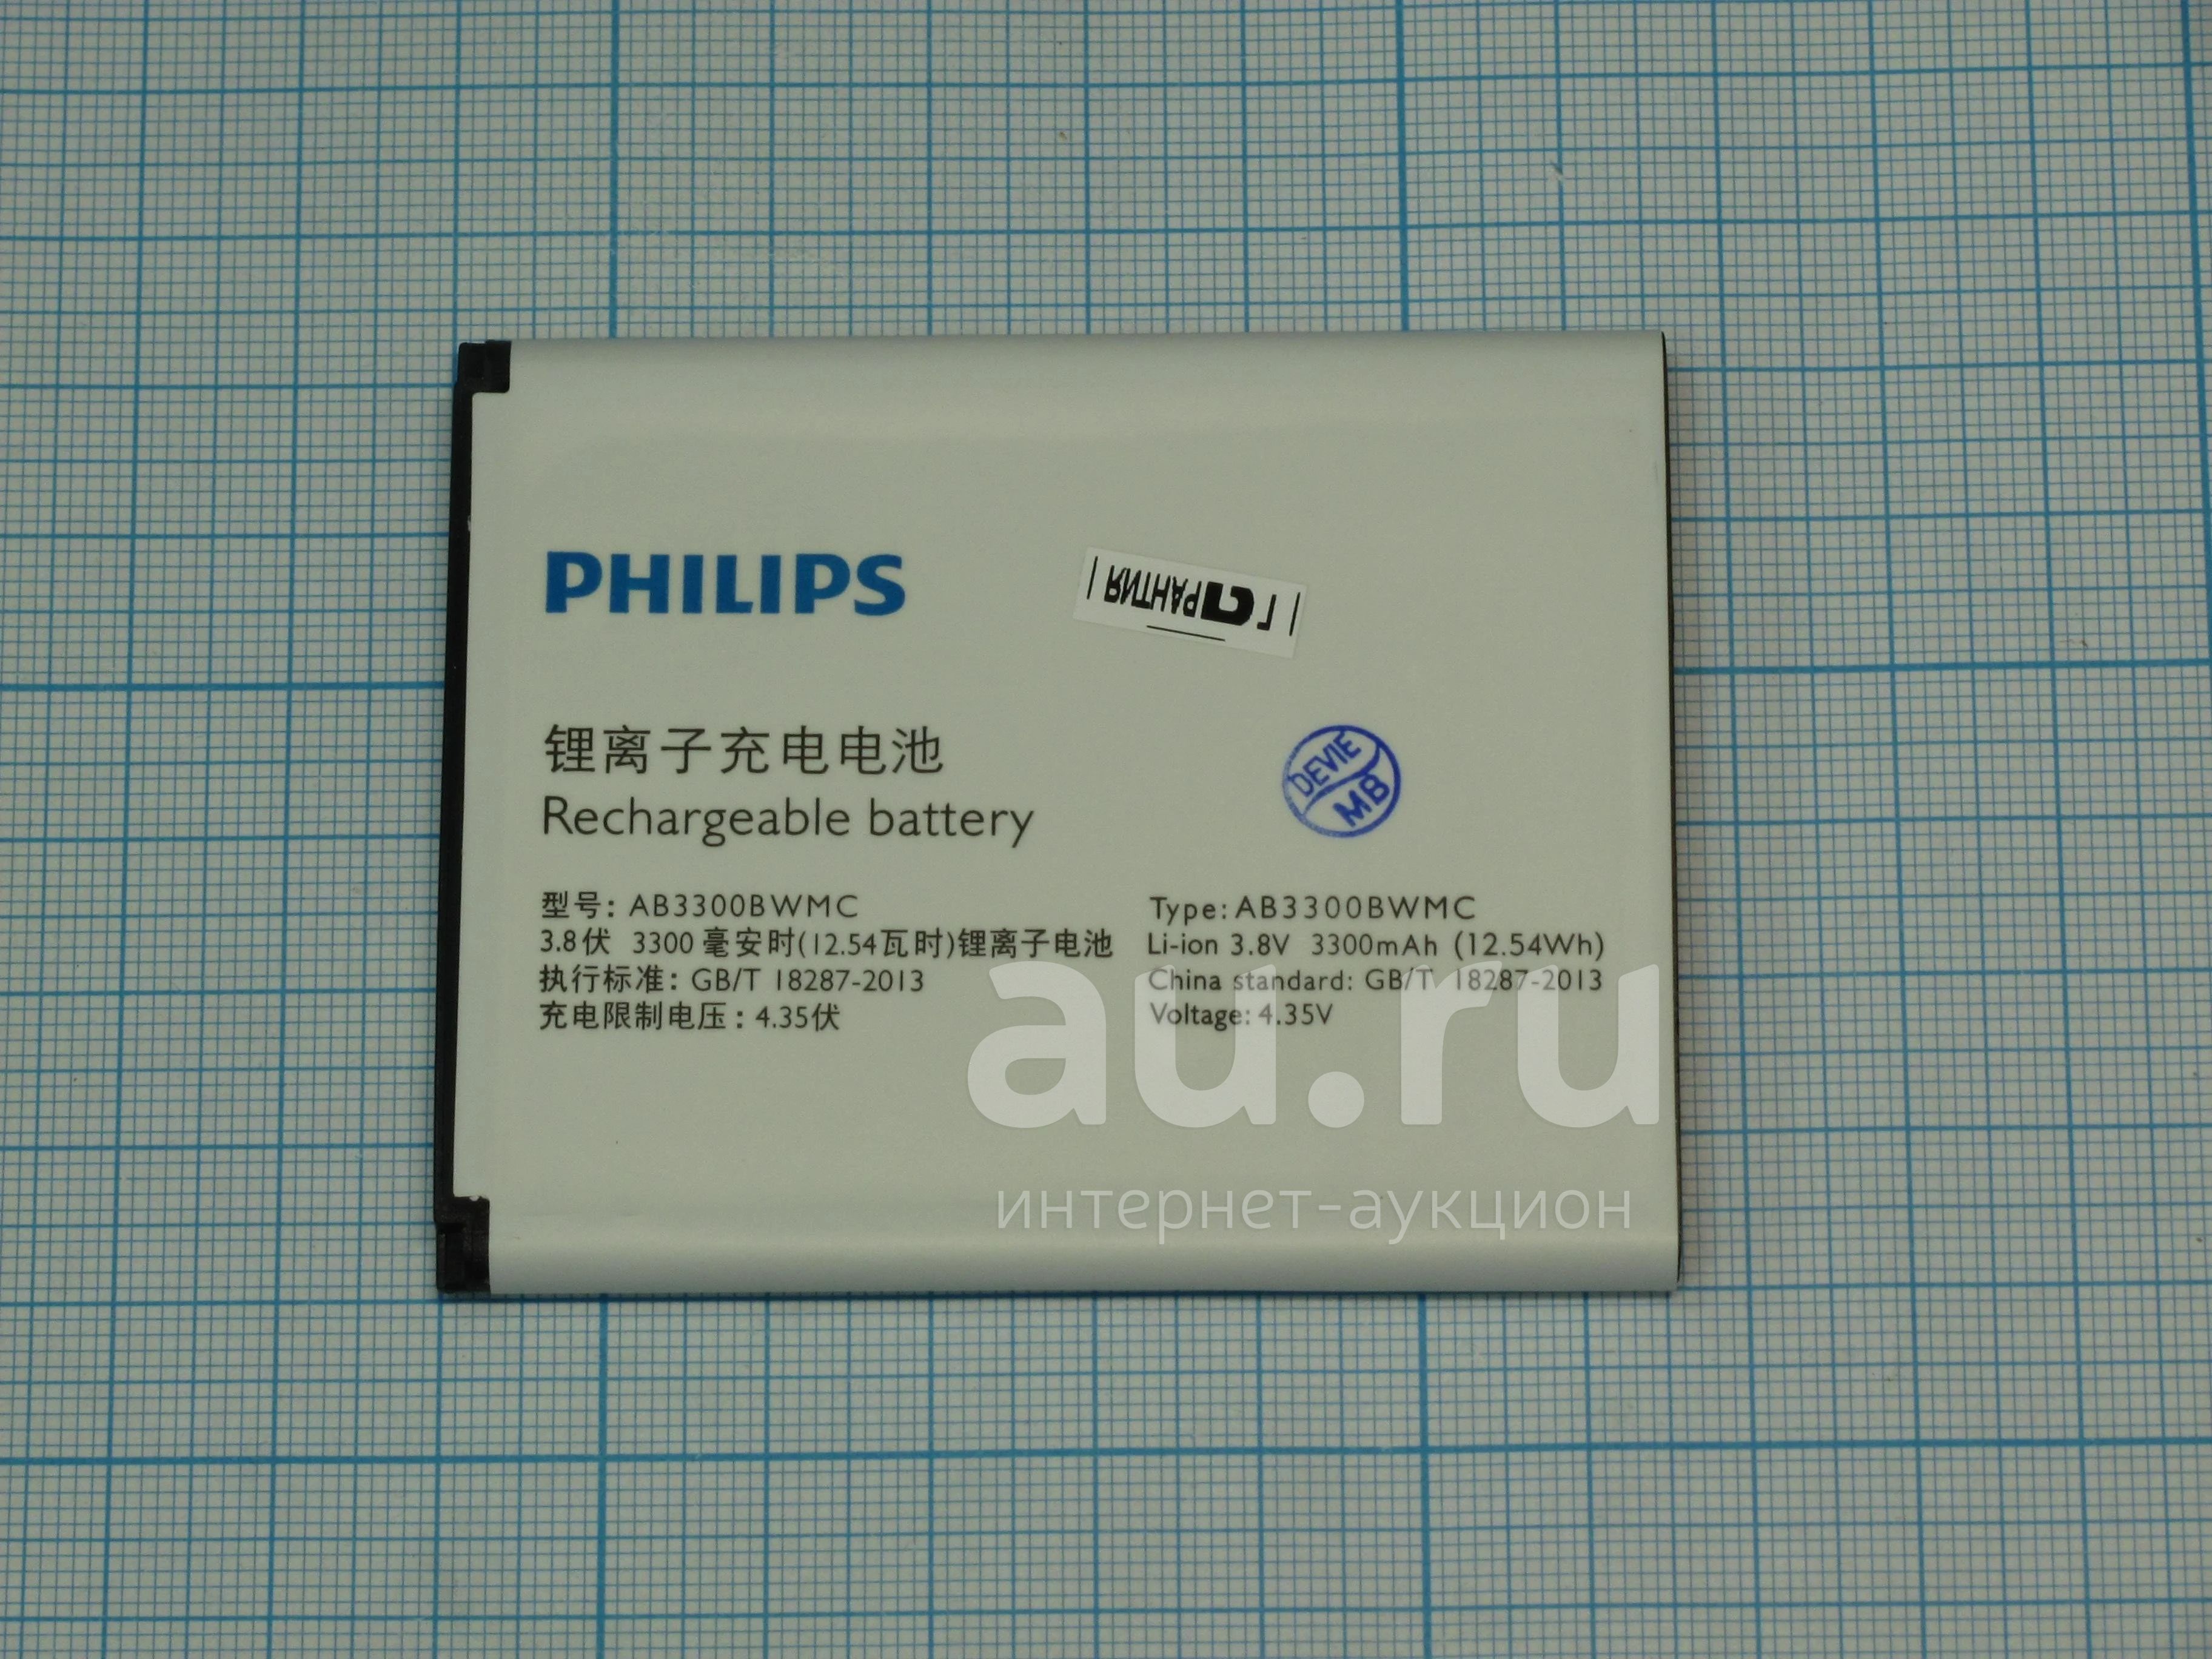 PHILIPS
ГАРАНТИЯ
锂离子充电电池
Rechargeable battery
DEVIE
MB
型号: AB3300BWMC
3.8伏 3300 毫安时(12.54瓦时)锂离子电池
执行标准: GB/T 18287-2013
充电限制电压: 4.35伏
Type: AB3300BWMC
Li-ion 3.8V 3300mAh (12.54Wh)
China standard: GB/T 18287-2013
Voltage: 4.35V
au.ru
интернет-аукцион